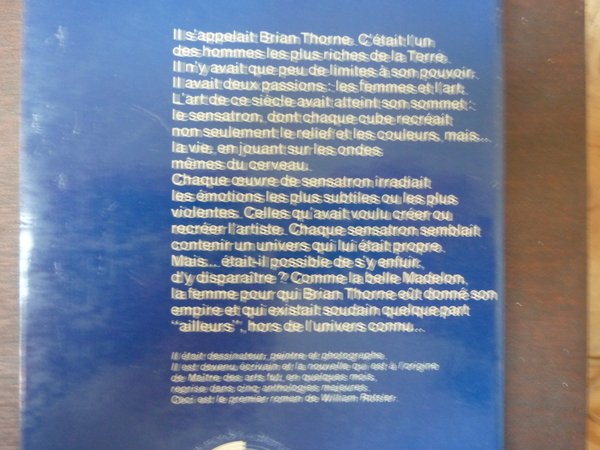 Il s'appelait Brian Thorne. C'était l'un
des hommes les plus riches de la Terre.
Il n'y avait que peu de limites à son pouvoir.
Il avait deux passions : les femmes et l'art.
L'art de ce siècle avait atteint son sommet :
le sensatron, dont chaque cube recréait
non seulement le relief et les couleurs, mais...
la vie, en jouant sur les ondes
mêmes du cerveau.
Chaque œuvre de sensatron irradiait
les émotions les plus subtiles ou les plus
violentes. Celles qu'avait voulu créer ou
recréer l'artiste. Chaque sensatron semblait
contenir un univers qui lui était propre.
Mais... était-il possible de s'y enfuir,
d'y disparaître ? Comme la belle Madelon,
la femme pour qui Brian Thorne eût donné son
empire et qui existait soudain quelque part
"ailleurs", hors de l'univers connu...
Il était dessinateur, peintre et photographe.
Il est devenu écrivain et la nouvelle qui est à l'origine
de Maître des arts fut, en quelques mois,
reprise dans cinq anthologies majeures.
Ceci est le premier roman de William Rotsler.